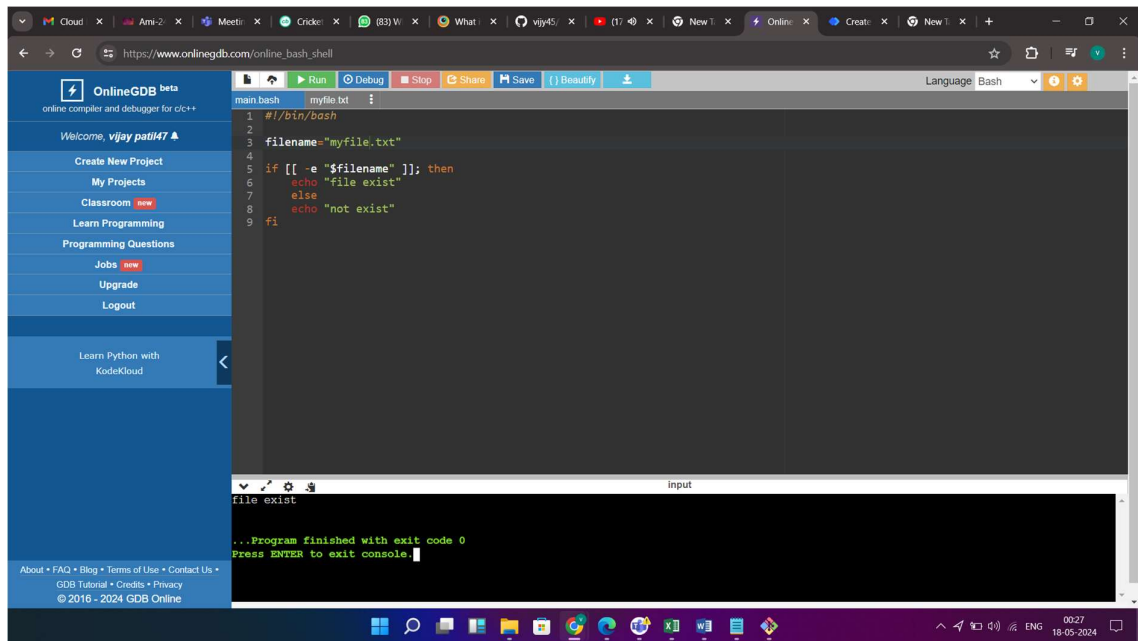 Cloud
Ami-2
Meetin
Cricket
(83) W
What i
vijy45/
(17
New T
Online
Create
New T
https://www.onlinegdb.com/online_bash_shell
OnlineGDB beta
online compiler and debugger for c/c++
Welcome, vijay patil47
Create New Project
My Projects
Classroom new
Learn Programming
Programming Questions
Jobs new
Upgrade
Logout
Learn Python with
KodeKloud
About • FAQ • Blog • Terms of Use • Contact Us •
GDB Tutorial • Credits • Privacy
© 2016 - 2024 GDB Online
Run Debug Stop Share Save { } Beautify
Language Bash
main.bash myfile.txt
1 #!/bin/bash
2
3 filename="myfile.txt"
4
5 if [[ -e "$filename" ]]; then
6 echo "file exist"
7 else
8 echo "not exist"
9 fi
input
file exist
...Program finished with exit code 0
Press ENTER to exit console.
ENG
00:27
18-05-2024